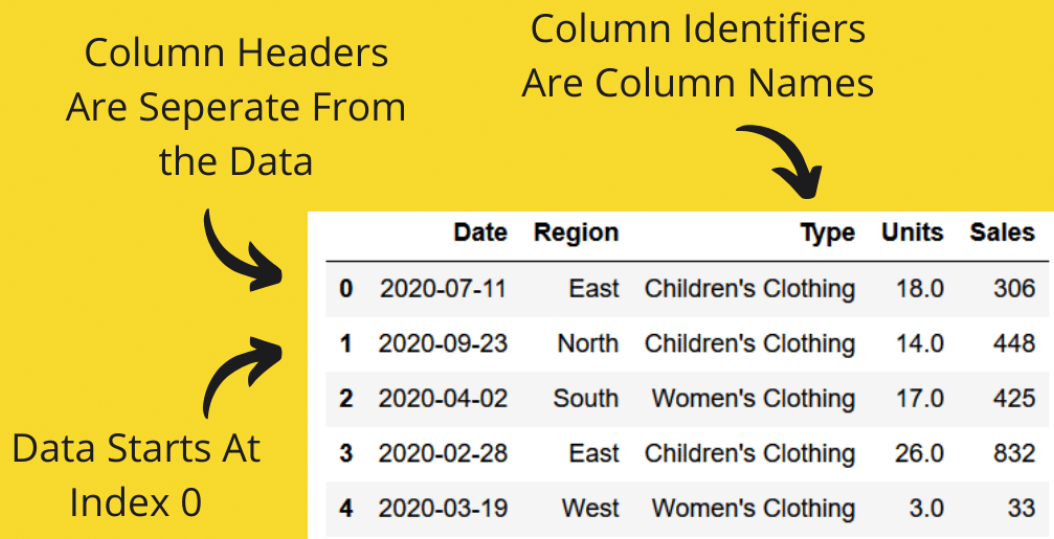 Column Headers
Are Seperate From
the Data
Column Identifiers
Are Column Names
Date Region Type Units Sales
0 2020-07-11 East Children's Clothing 18.0 306
1 2020-09-23 North Children's Clothing 14.0 448
2 2020-04-02 South Women's Clothing 17.0 425
3 2020-02-28 East Children's Clothing 26.0 832
4 2020-03-19 West Women's Clothing 3.0 33
Data Starts At
Index 0